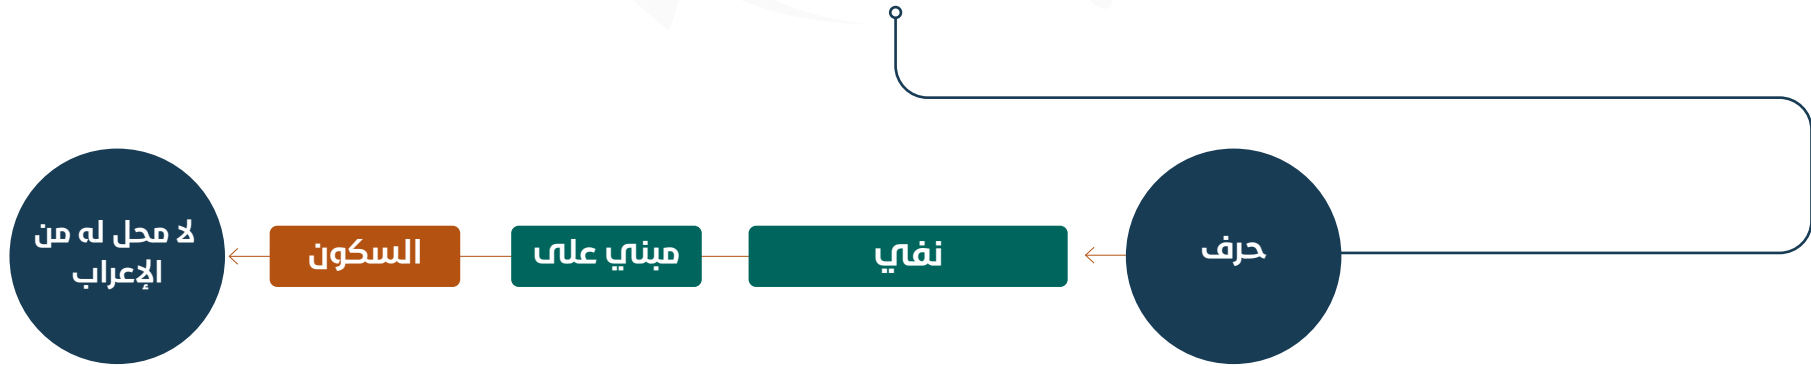 حرف
نفي
مبني على
السكون
لا محل له من
الإعراب